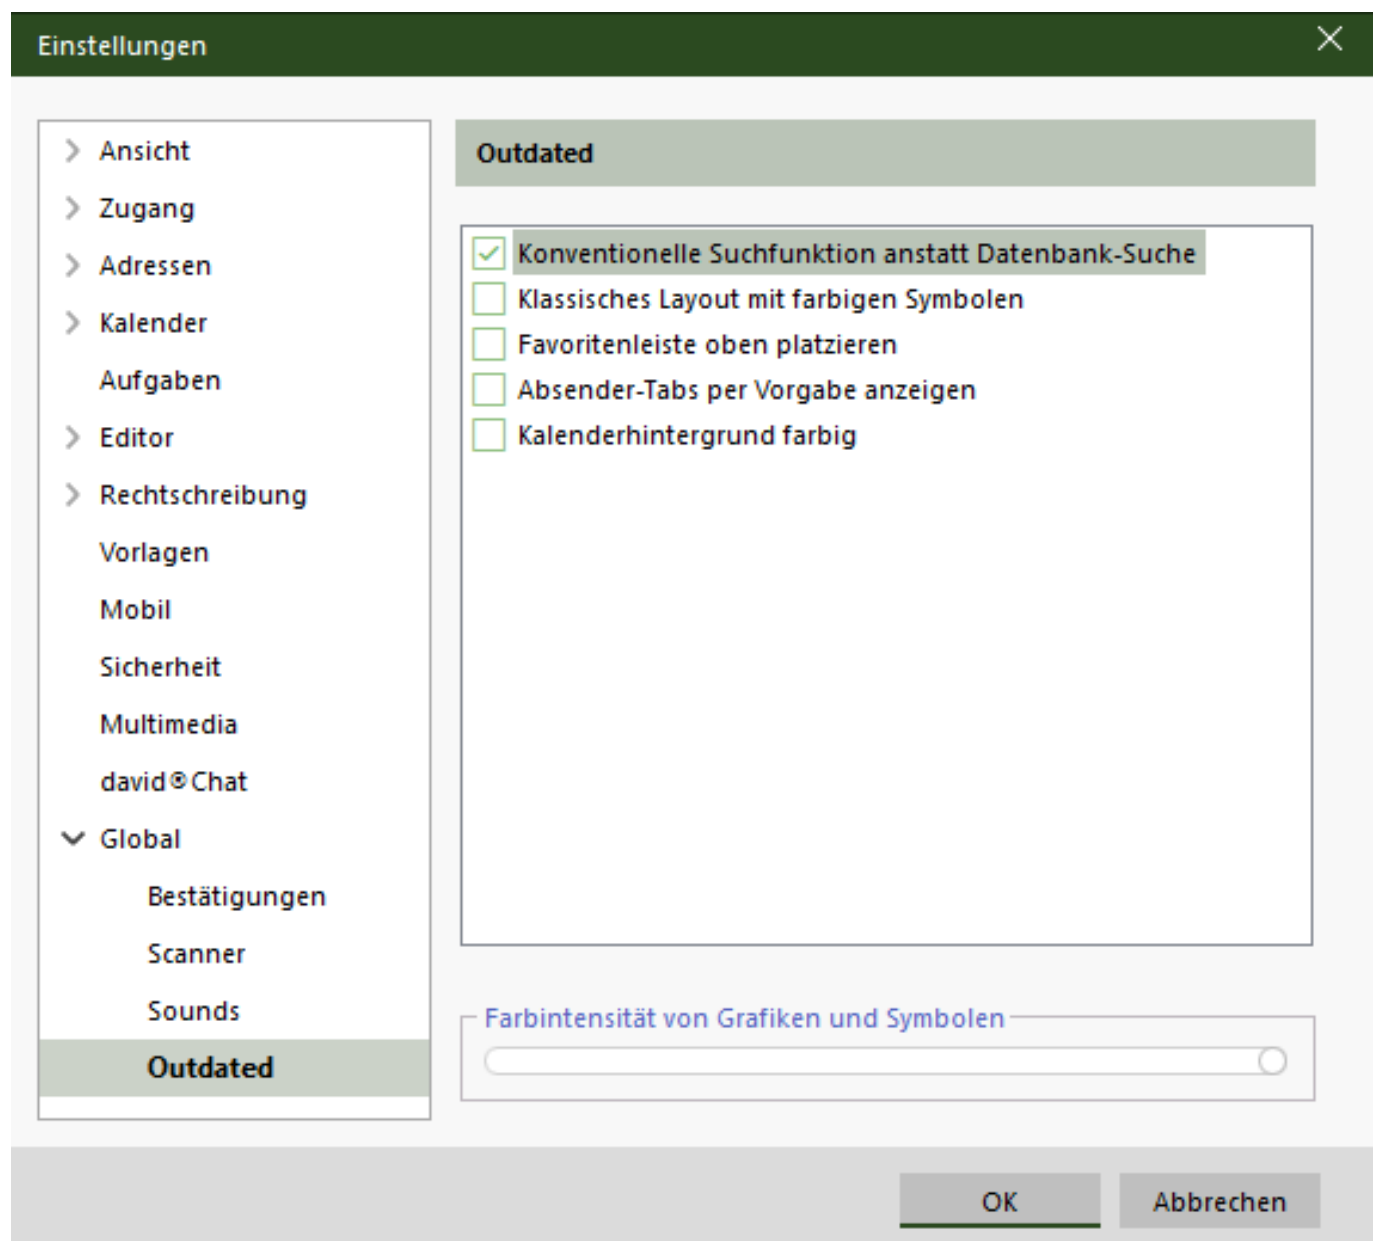 Einstellungen
Ansicht
Zugang
Adressen
Kalender
Aufgaben
Editor
Rechtschreibung
Vorlagen
Mobil
Sicherheit
Multimedia
david®Chat
Global
Bestätigungen
Scanner
Sounds
Outdated
Outdated
Konventionelle Suchfunktion anstatt Datenbank-Suche
Klassisches Layout mit farbigen Symbolen
Favoritenleiste oben platzieren
Absender-Tabs per Vorgabe anzeigen
Kalenderhintergrund farbig
Farbintensität von Grafiken und Symbolen
OK
Abbrechen